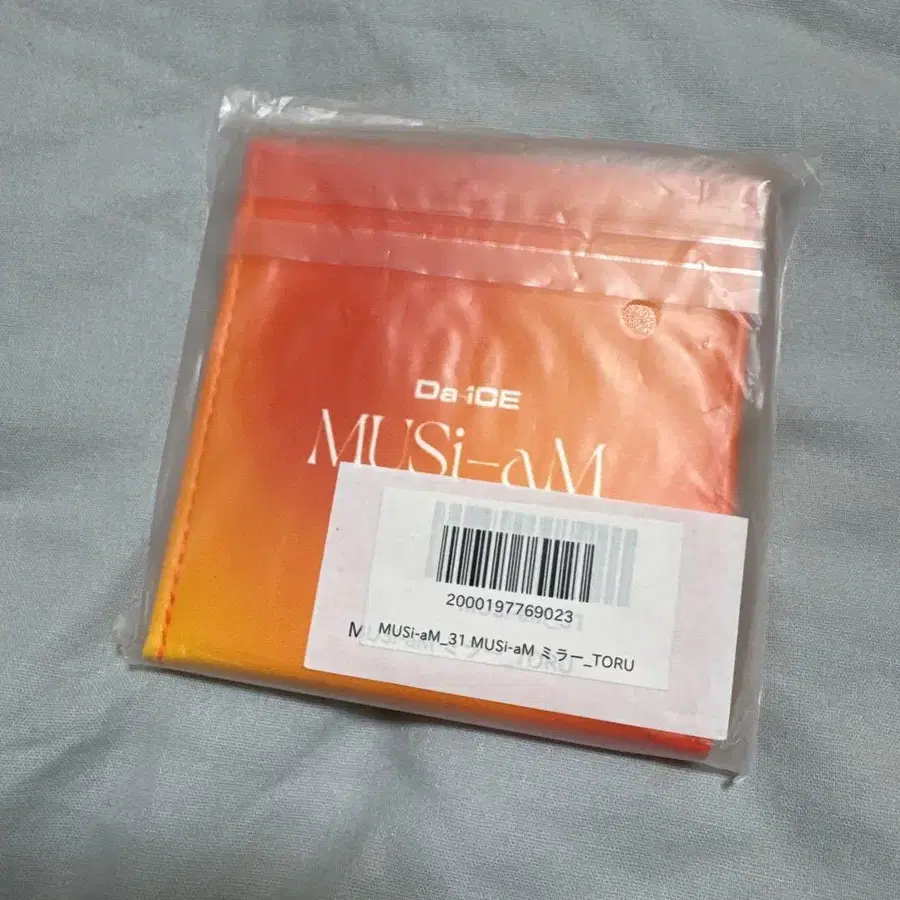 Da-iCE
MUSi-aM
2000197769023
MUSi-aM_31 MUSi-aM ミラー_TORU